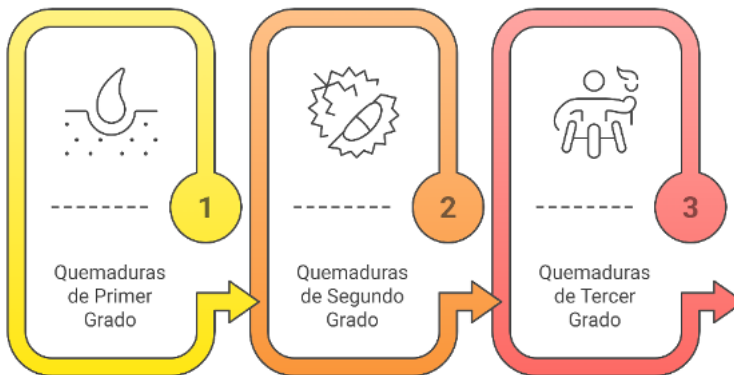 1
Quemaduras
de Primer
Grado
2
Quemaduras
de Segundo
Grado
3
Quemaduras
de Tercer
Grado